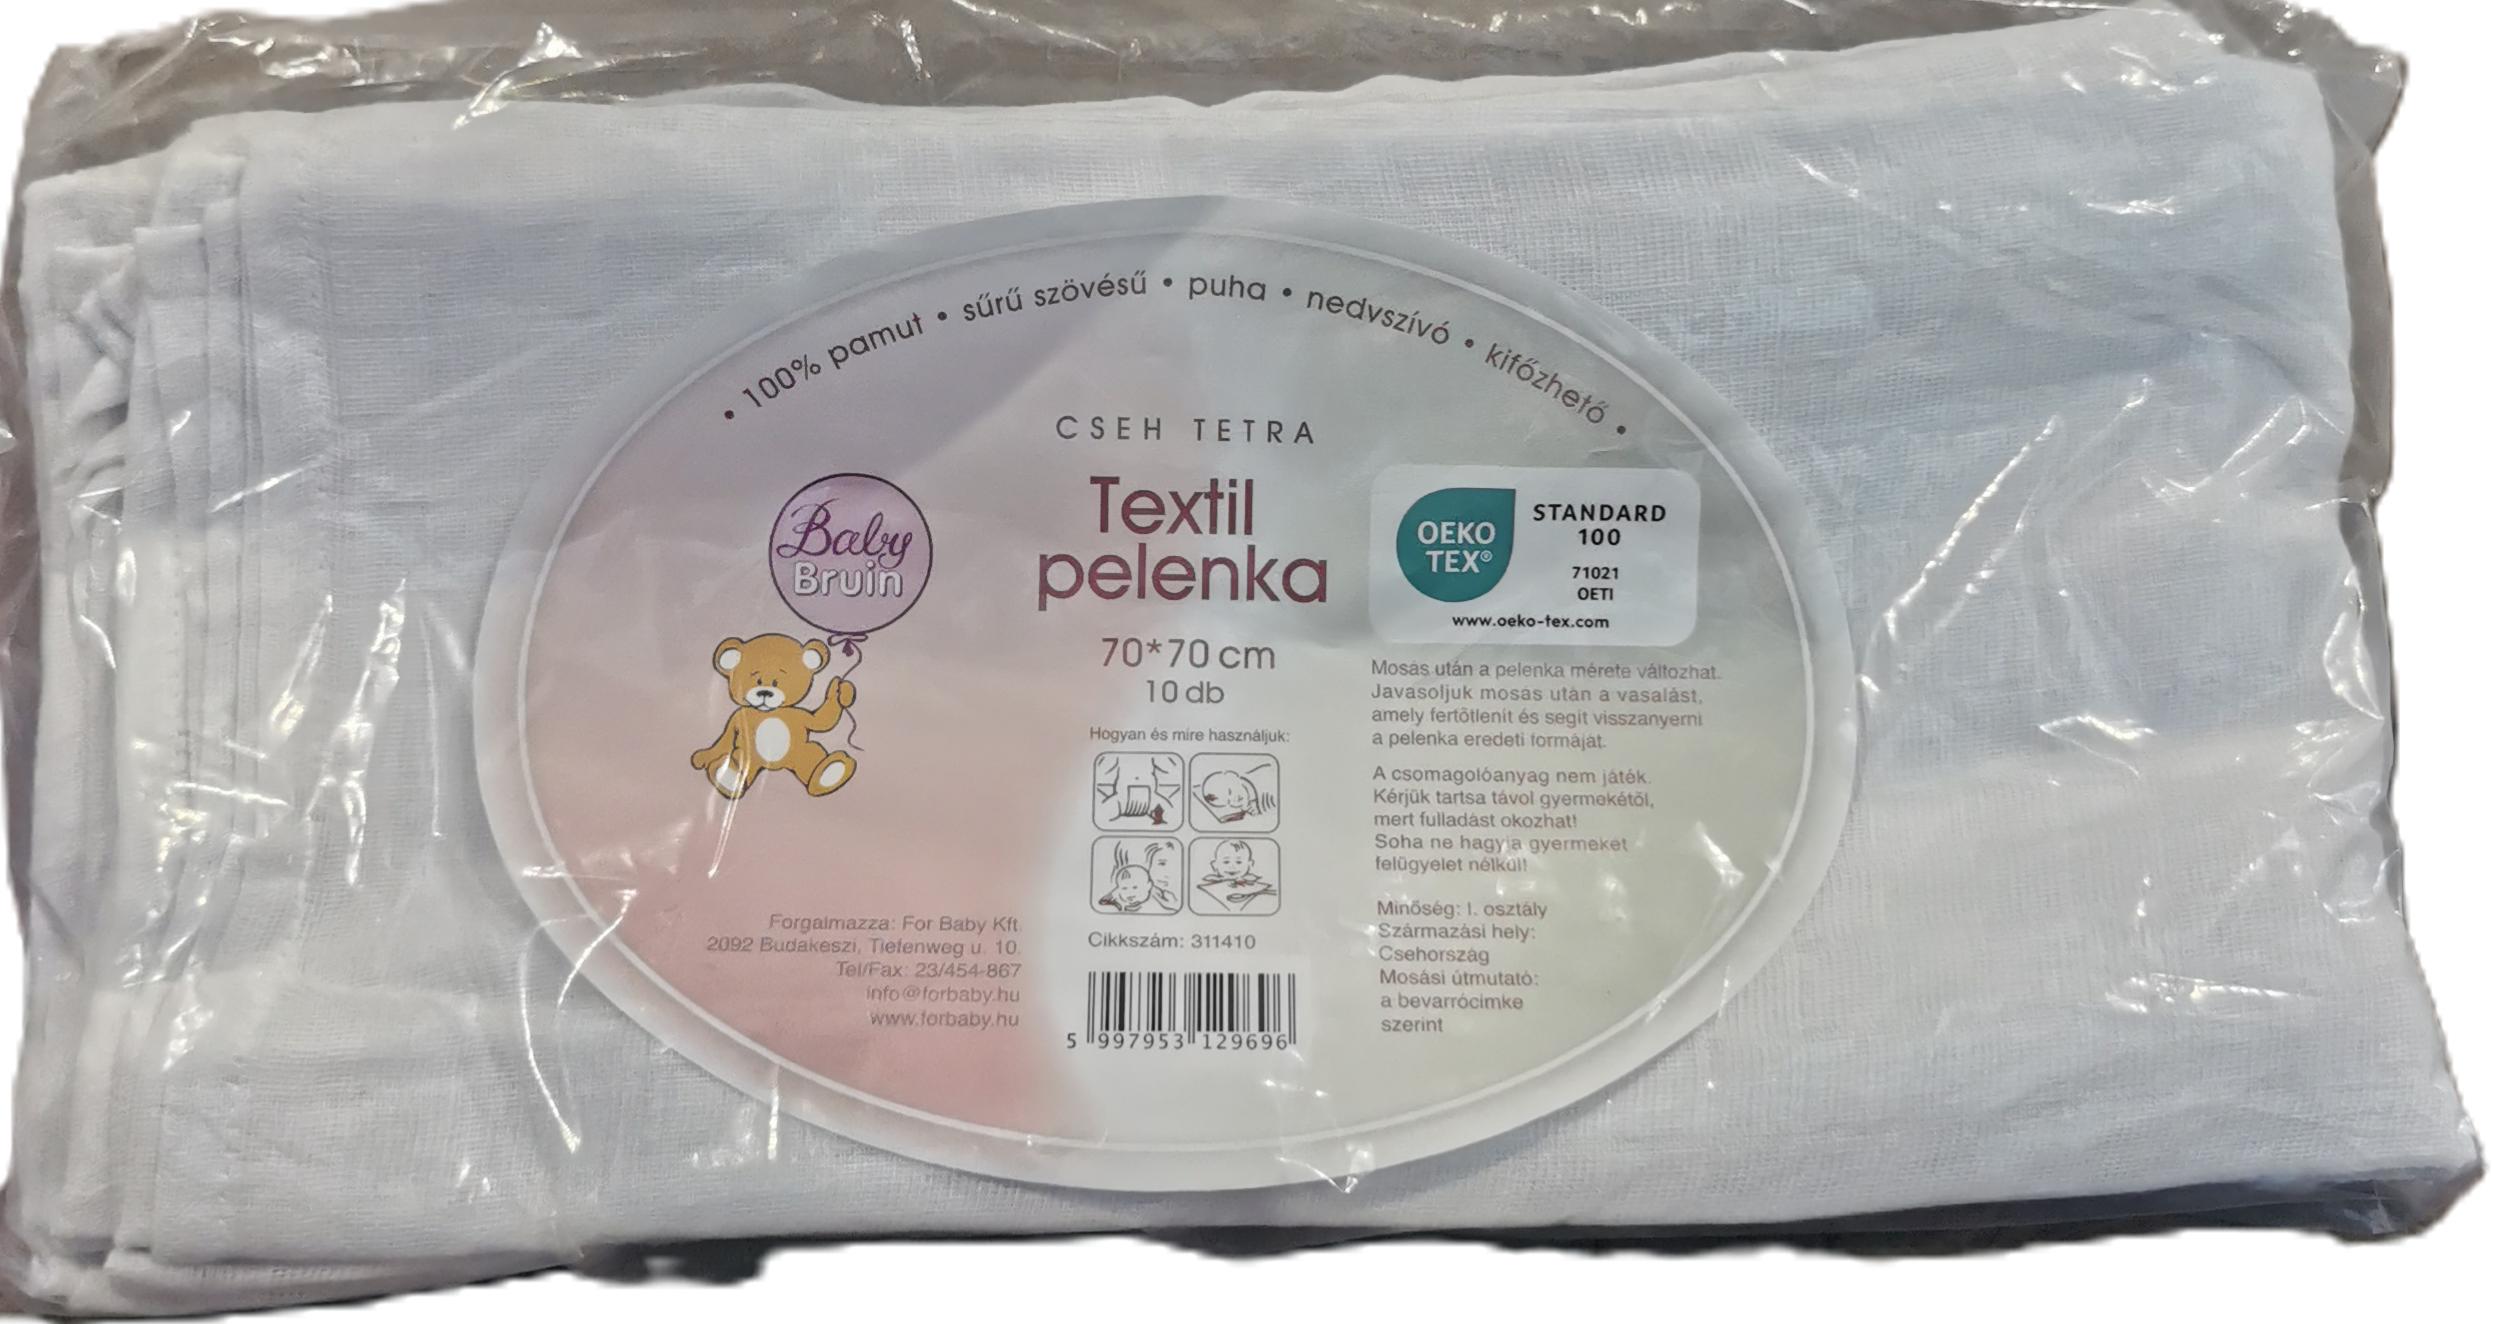 • 100% pamut • sűrű szövésű • puha • nedvszívó • kifőzhető •
CSEH TETRA
Baby
Bruin
Textil
pelenka
70*70 cm
10 db
OEKO
TEX®
STANDARD
100
71021
OETI
www.oeko-tex.com
Hogyan és mire használjuk:
Mosás után a pelenka mérete változhat.
Javasoljuk mosás után a vasalást,
amely fertőtlenít és segít visszanyerni
a pelenka eredeti formáját.
A csomagolóanyag nem játék.
Kérjük tartsa távol gyermekétől,
mert fulladást okozhat!
Soha ne hagyja gyermekét
felügyelet nélkül!
Forgalmazza: For Baby Kft.
2092 Budakeszi, Tiefenweg u. 10.
Tel/Fax: 23/454-867
info@forbaby.hu
www.forbaby.hu
Cikkszám: 311410
5 997953 129696
Minőség: I. osztály
Származási hely:
Csehország
Mosási útmutató:
a bevarrócimke
szerint